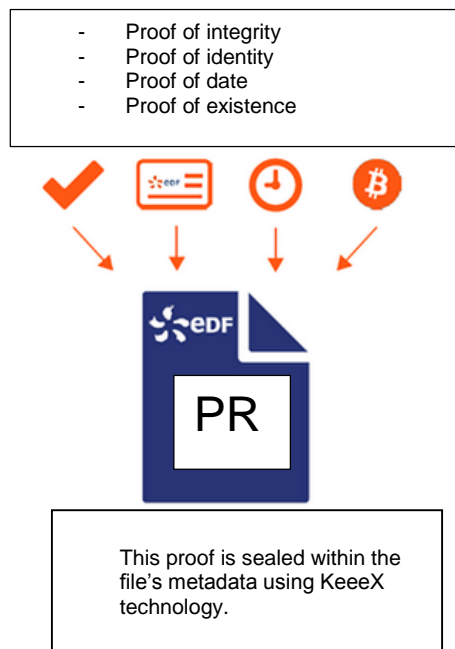 - Proof of integrity
- Proof of identity
- Proof of date
- Proof of existence
edf
eDF
PR
This proof is sealed within the
file's metadata using KeeeX
technology.